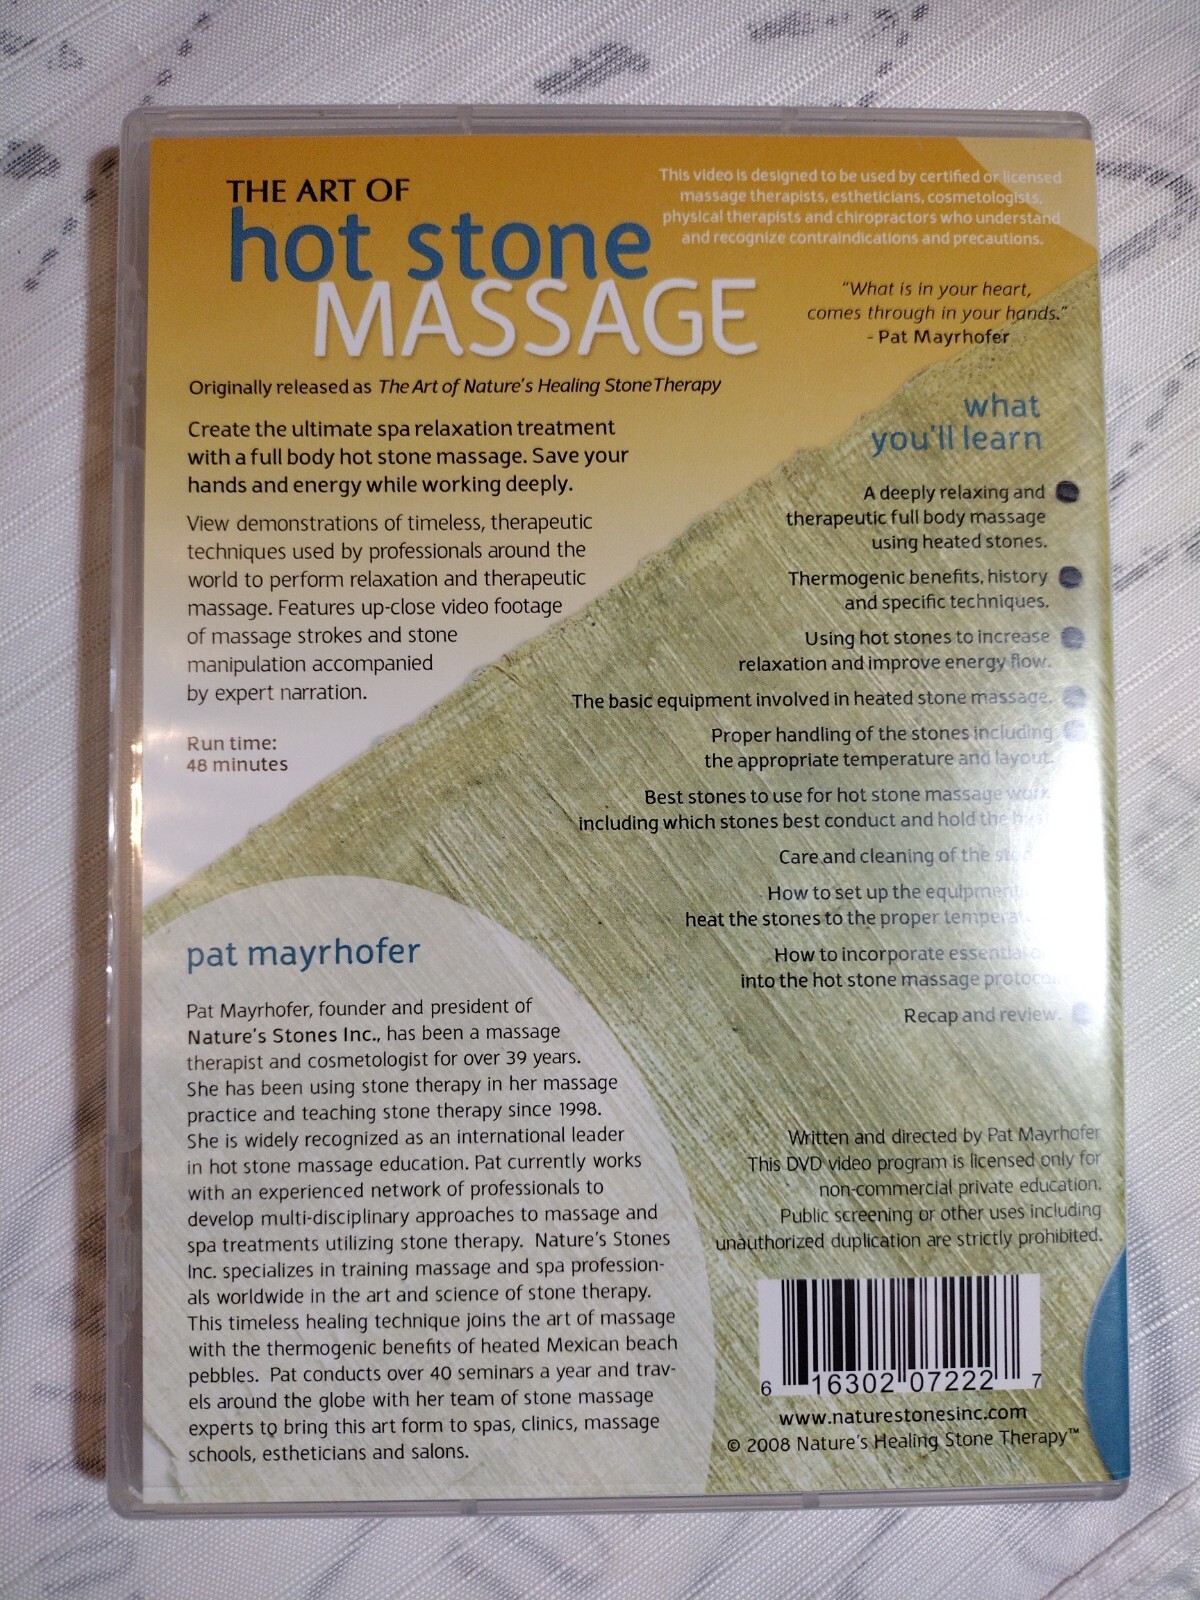 THE ART OF
hot stone
MASSAGE
This video is designed to be used by certified or licensed
massage therapists, estheticians, cosmetologists,
physical therapists and chiropractors who understand
and recognize contraindications and precautions.
"What is in your heart,
comes through in your hands."
- Pat Mayrhofer
Originally released as The Art of Nature's Healing Stone Therapy
Create the ultimate spa relaxation treatment
with a full body hot stone massage. Save your
hands and energy while working deeply.
View demonstrations of timeless, therapeutic
techniques used by professionals around the
world to perform relaxation and therapeutic
massage. Features up-close video footage
of massage strokes and stone
manipulation accompanied
by expert narration.
Run time:
48 minutes
what
you'll learn
A deeply relaxing and
therapeutic full body massage
using heated stones.
Thermogenic benefits, history
and specific techniques.
Using hot stones to increase
relaxation and improve energy flow.
The basic equipment involved in heated stone massage.
Proper handling of the stones including
the appropriate temperature and layout.
Best stones to use for hot stone massage work
including which stones best conduct and hold the
Care and cleaning of the
How to set up the equipment
heat the stones to the proper
How to incorporate essential
into the hot stone massage protocol
Recap and review.
pat mayrhofer
Pat Mayrhofer, founder and president of
Nature's Stones Inc., has been a massage
therapist and cosmetologist for over 39 years.
She has been using stone therapy in her massage
practice and teaching stone therapy since 1998.
She is widely recognized as an international leader
in hot stone massage education. Pat currently works
with an experienced network of professionals to
develop multi-disciplinary approaches to massage and
spa treatments utilizing stone therapy. Nature's Stones
Inc. specializes in training massage and spa profession-
als worldwide in the art and science of stone therapy.
This timeless healing technique joins the art of massage
with the thermogenic benefits of heated Mexican beach
pebbles. Pat conducts over 40 seminars a year and trav-
els around the globe with her team of stone massage
experts to bring this art form to spas, clinics, massage
schools, estheticians and salons.
Written and directed by Pat Mayrhofer
This DVD video program is licensed only for
non-commercial private education.
Public screening or other uses including
unauthorized duplication are strictly prohibited.
6 16302 07222 7
www.naturestonesinc.com
© 2008 Nature's Healing Stone Therapy™